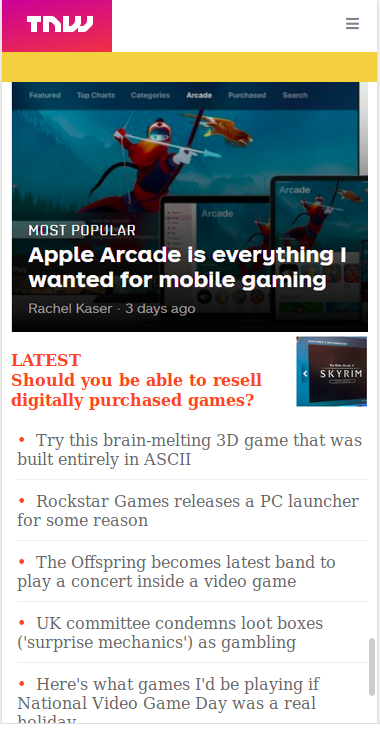 TNW
Featured Top Charts Categories Arcade Purchased Search
Arcade
Arcade
MOST POPULAR
Apple Arcade is everything I
wanted for mobile gaming
Rachel Kaser · 3 days ago
LATEST
Should you be able to resell
digitally purchased games?
SKYRIM
• Try this brain-melting 3D game that was
built entirely in ASCII
• Rockstar Games releases a PC launcher
for some reason
• The Offspring becomes latest band to
play a concert inside a video game
• UK committee condemns loot boxes
('surprise mechanics') as gambling
• Here's what games I'd be playing if
National Video Game Day was a real
holiday